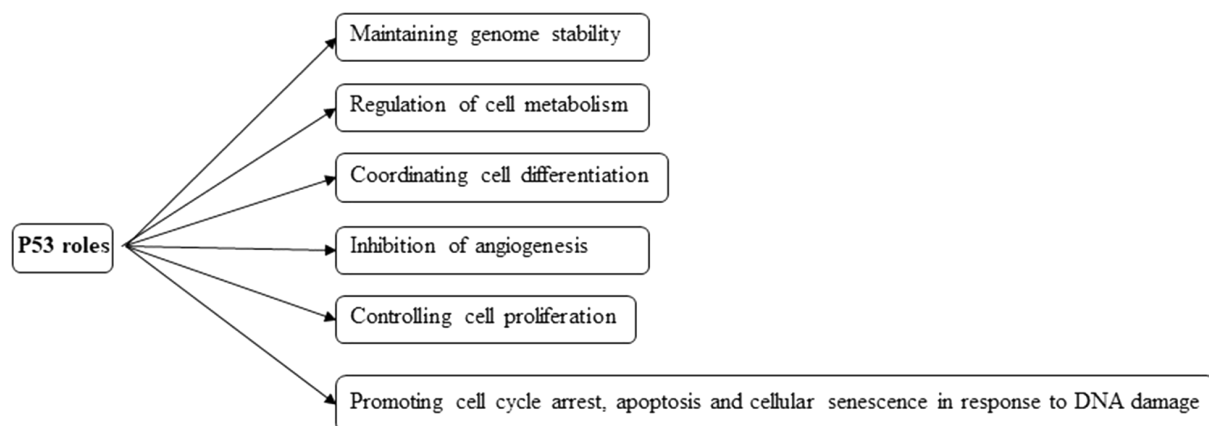 Maintaining genome stability
Regulation of cell metabolism
Coordinating cell differentiation
P53 roles
Inhibition of angiogenesis
Controlling cell proliferation
Promoting cell cycle arrest, apoptosis and cellular senescence in response to DNA damage